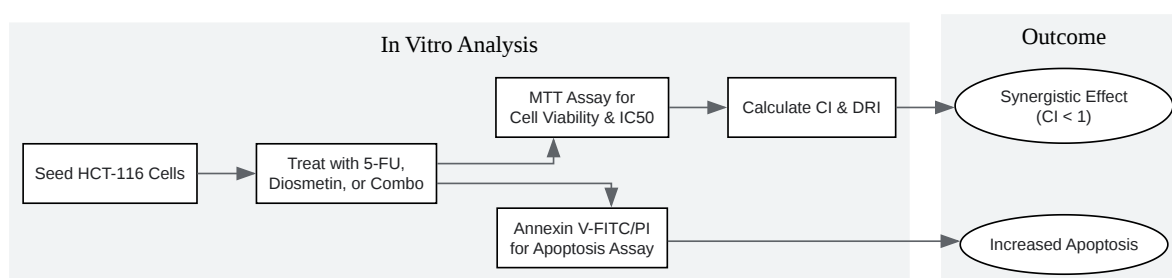 In Vitro Analysis
Outcome
MTT Assay for
Cell Viability & IC50
Calculate CI & DRI
Synergistic Effect
(CI < 1)
Seed HCT-116 Cells
Treat with 5-FU,
Diosmetin, or Combo
Annexin V-FITC/PI
for Apoptosis Assay
Increased Apoptosis